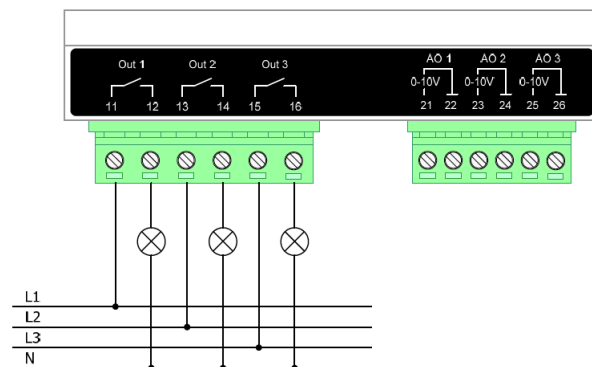 Out 1 Out 2 Out 3
11 12 13 14 15 16
AO 1 AO 2 AO 3
0-10V 0-10V 0-10V
21 22 23 24 25 26
L1
L2
L3
N